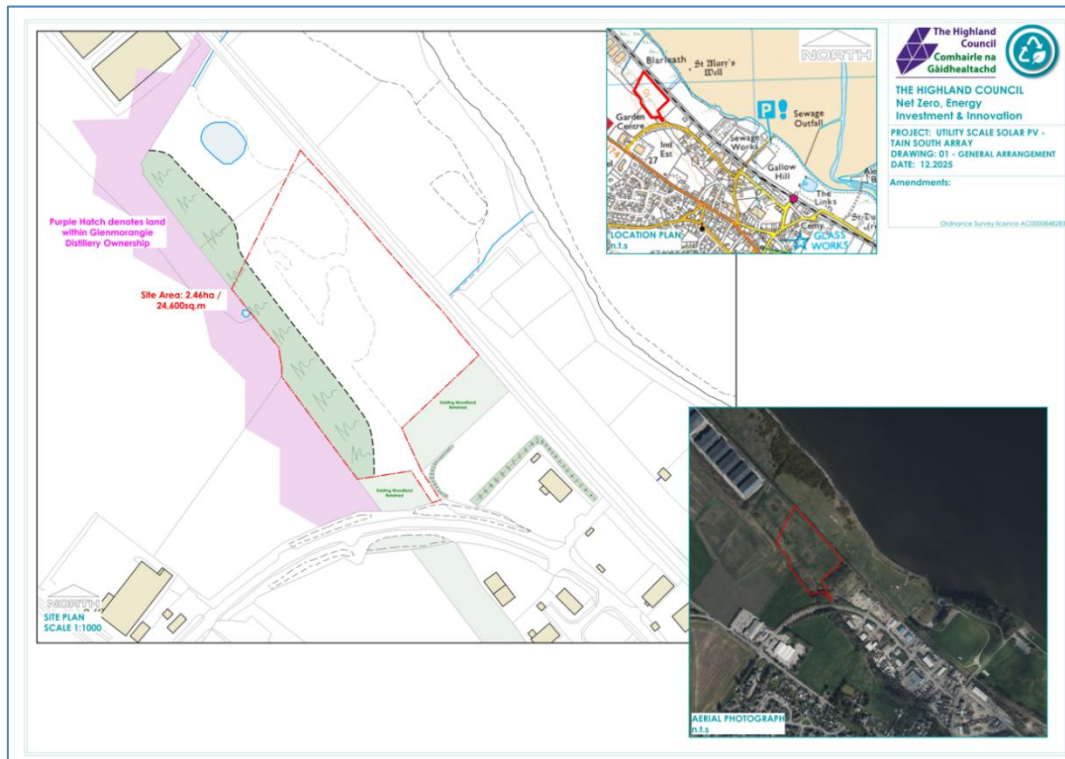 Purple Hatch denotes land
within Glenmorangie
Distillery Ownership
Site Area: 2.46ha /
24,600sq.m
Existing Woodland
Retained
Existing Woodland
Retained
NORTH
SITE PLAN
SCALE 1:1000
NORTH
Blarleath
St Mary's
Well
Garden
Centre
Ind
Est
27
Sewage
Works
Sewage
Outfall
Gallow
Hill
The
Links
Cemy
GLASS
WORKS
LOCATION PLAN
n.t.s
AERIAL PHOTOGRAPH
n.t.s
The Highland
Council
Comhairle na
Gàidhealtachd
THE HIGHLAND COUNCIL
Net Zero, Energy
Investment & Innovation
PROJECT: UTILITY SCALE SOLAR PV -
TAIN SOUTH ARRAY
DRAWING: 01 - GENERAL ARRANGEMENT
DATE: 12.2025
Amendments: